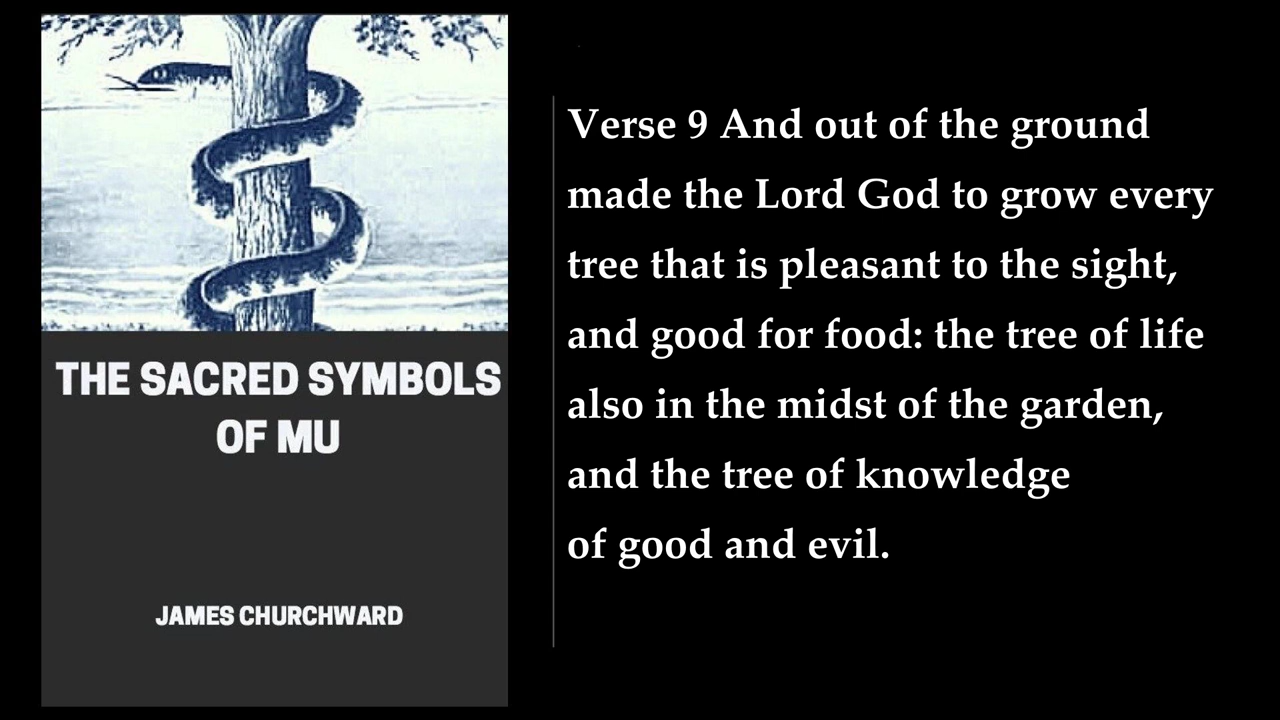 THE SACRED SYMBOLS
OF MU
JAMES CHURCHWARD
Verse 9 And out of the ground
made the Lord God to grow every
tree that is pleasant to the sight,
and good for food: the tree of life
also in the midst of the garden,
and the tree of knowledge
of good and evil.